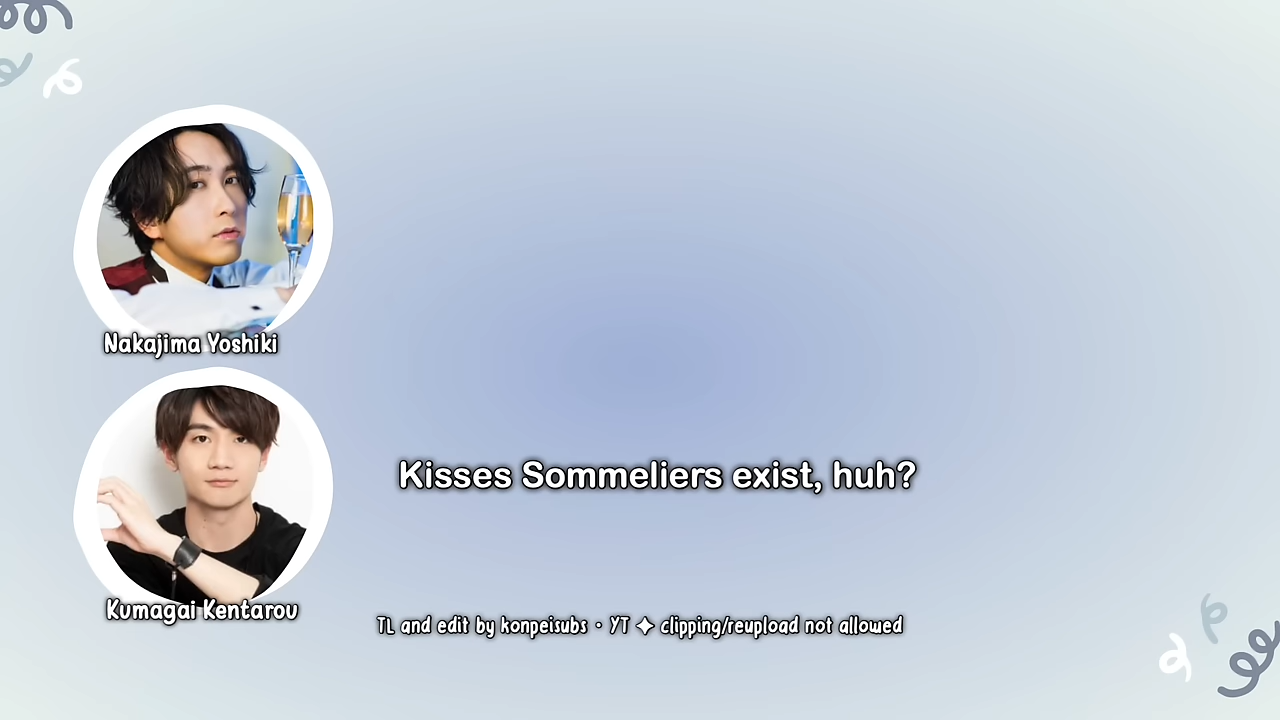 Nakajima Yoshiki
Kisses Sommeliers exist, huh?
Kumagai Kentarou
TL and edit by konpeisubs • YT ✦ clipping/reupload not allowed